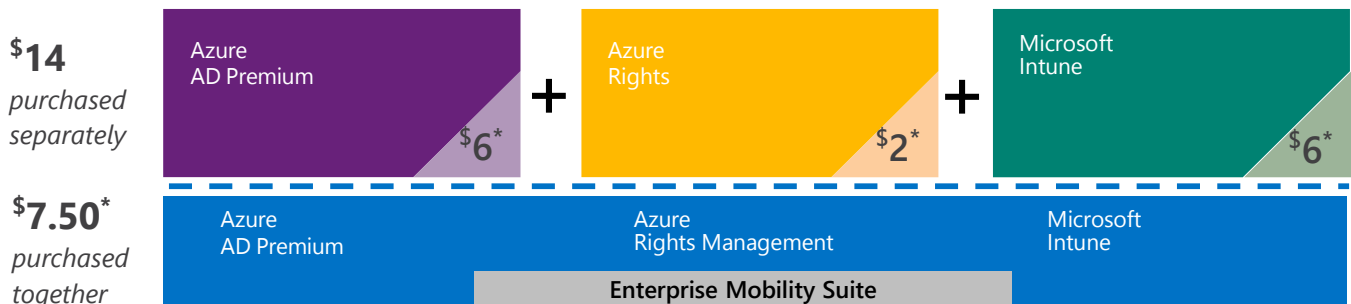 $14
purchased
separately
Azure
AD Premium
$6*
+
Azure
Rights
$2*
+
Microsoft
Intune
$6*
$7.50*
purchased
together
Azure
AD Premium
Azure
Rights Management
Microsoft
Intune
Enterprise Mobility Suite